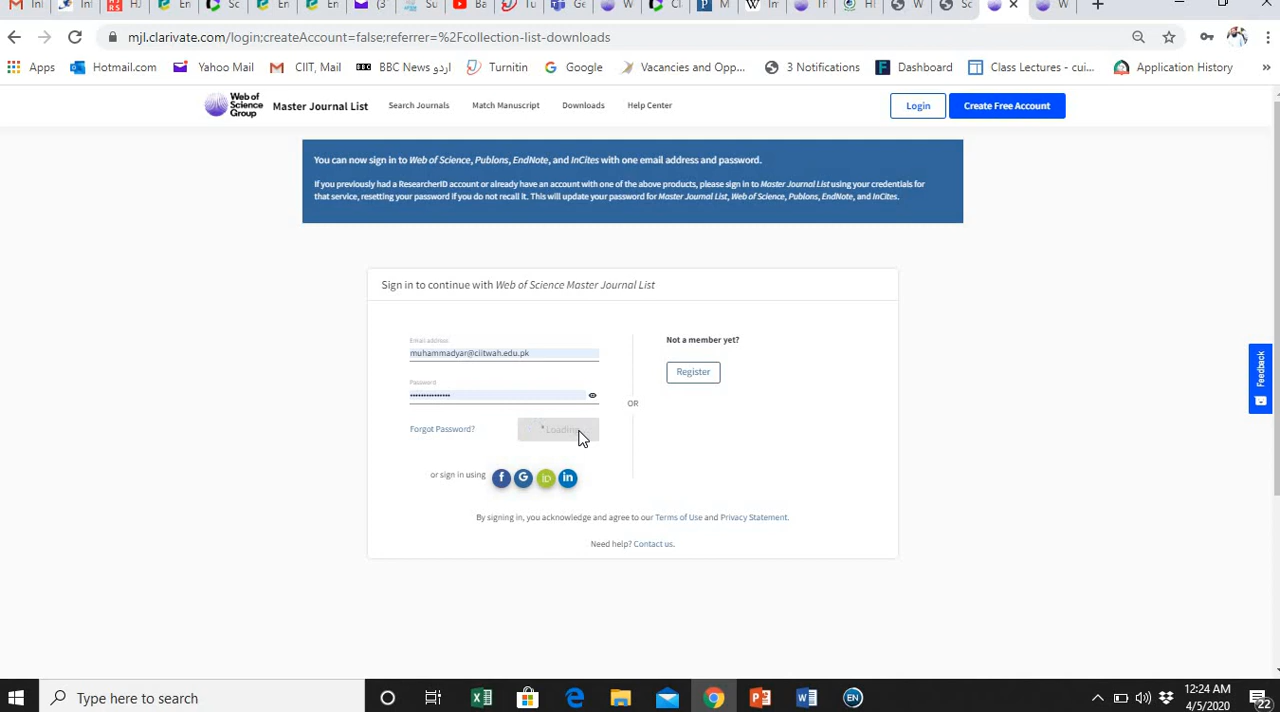 mjl.clarivate.com/login;createAccount=false;referrer=%2Fcollection-list-downloads
Apps Hotmail.com Yahoo Mail CIIT, Mail BBC BBC News اردو Turnitin Google Vacancies and Opp... 3 Notifications Dashboard Class Lectures - cui... Application History »
Web of Science Group
Master Journal List Search Journals Match Manuscript Downloads Help Center Login Create Free Account
You can now sign in to Web of Science, Publons, EndNote, and InCites with one email address and password.
If you previously had a ResearcherID account or already have an account with one of the above products, please sign in to Master Journal List using your credentials for
that service, resetting your password if you do not recall it. This will update your password for Master Journal List, Web of Science, Publons, EndNote, and InCites.
Sign in to continue with Web of Science Master Journal List
Email address
muhammadyar@ciitwah.edu.pk
Password
••••••••••••••••
Forgot Password? Loading
or sign in using f G iD in
OR
Not a member yet?
Register
By signing in, you acknowledge and agree to our Terms of Use and Privacy Statement.
Need help? Contact us.
Feedback
Type here to search
EN
12:24 AM
4/5/2020
22